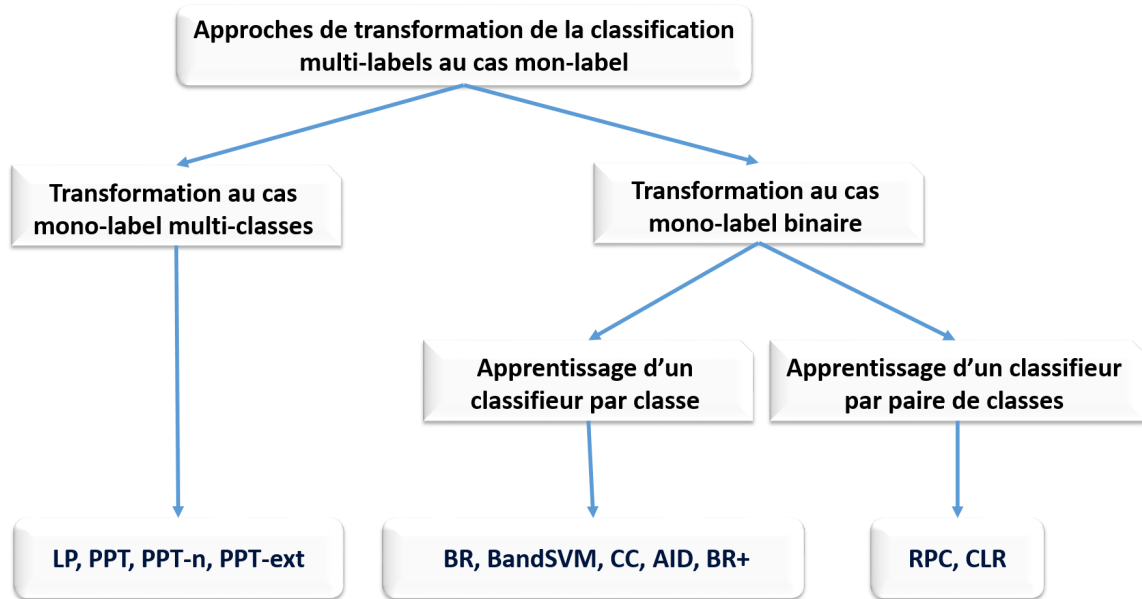 Approches de transformation de la classification
multi-labels au cas mon-label
Transformation au cas
mono-label multi-classes
Transformation au cas
mono-label binaire
Apprentissage d'un
classifieur par classe
Apprentissage d'un classifieur
par paire de classes
LP, PPT, PPT-n, PPT-ext
BR, BandSVM, CC, AID, BR+
RPC, CLR